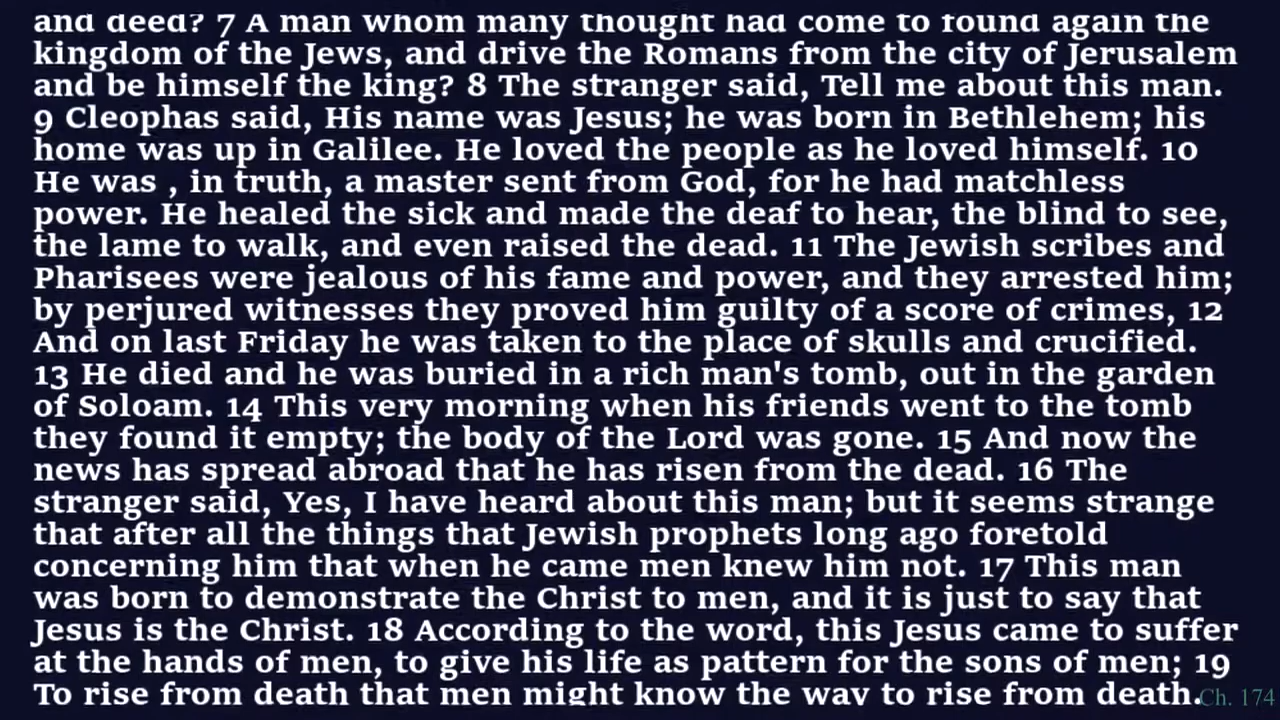 and deed? 7 A man whom many thought had come to found again the
kingdom of the Jews, and drive the Romans from the city of Jerusalem
and be himself the king? 8 The stranger said, Tell me about this man.
9 Cleophas said, His name was Jesus; he was born in Bethlehem; his
home was up in Galilee. He loved the people as he loved himself. 10
He was , in truth, a master sent from God, for he had matchless
power. He healed the sick and made the deaf to hear, the blind to see,
the lame to walk, and even raised the dead. 11 The Jewish scribes and
Pharisees were jealous of his fame and power, and they arrested him;
by perjured witnesses they proved him guilty of a score of crimes, 12
And on last Friday he was taken to the place of skulls and crucified.
13 He died and he was buried in a rich man's tomb, out in the garden
of Soloam. 14 This very morning when his friends went to the tomb
they found it empty; the body of the Lord was gone. 15 And now the
news has spread abroad that he has risen from the dead. 16 The
stranger said, Yes, I have heard about this man; but it seems strange
that after all the things that Jewish prophets long ago foretold
concerning him that when he came men knew him not. 17 This man
was born to demonstrate the Christ to men, and it is just to say that
Jesus is the Christ. 18 According to the word, this Jesus came to suffer
at the hands of men, to give his life as pattern for the sons of men; 19
To rise from death that men might know the way to rise from death.
Ch. 174